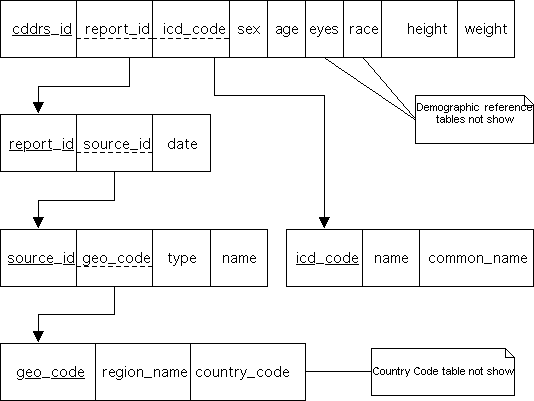 cddrs_id report_id icd_code sex age eyes race height weight
Demographic reference
tables not show
report_id source_id date
source_id geo_code type name
icd_code name common_name
geo_code region_name country_code
Country Code table not show